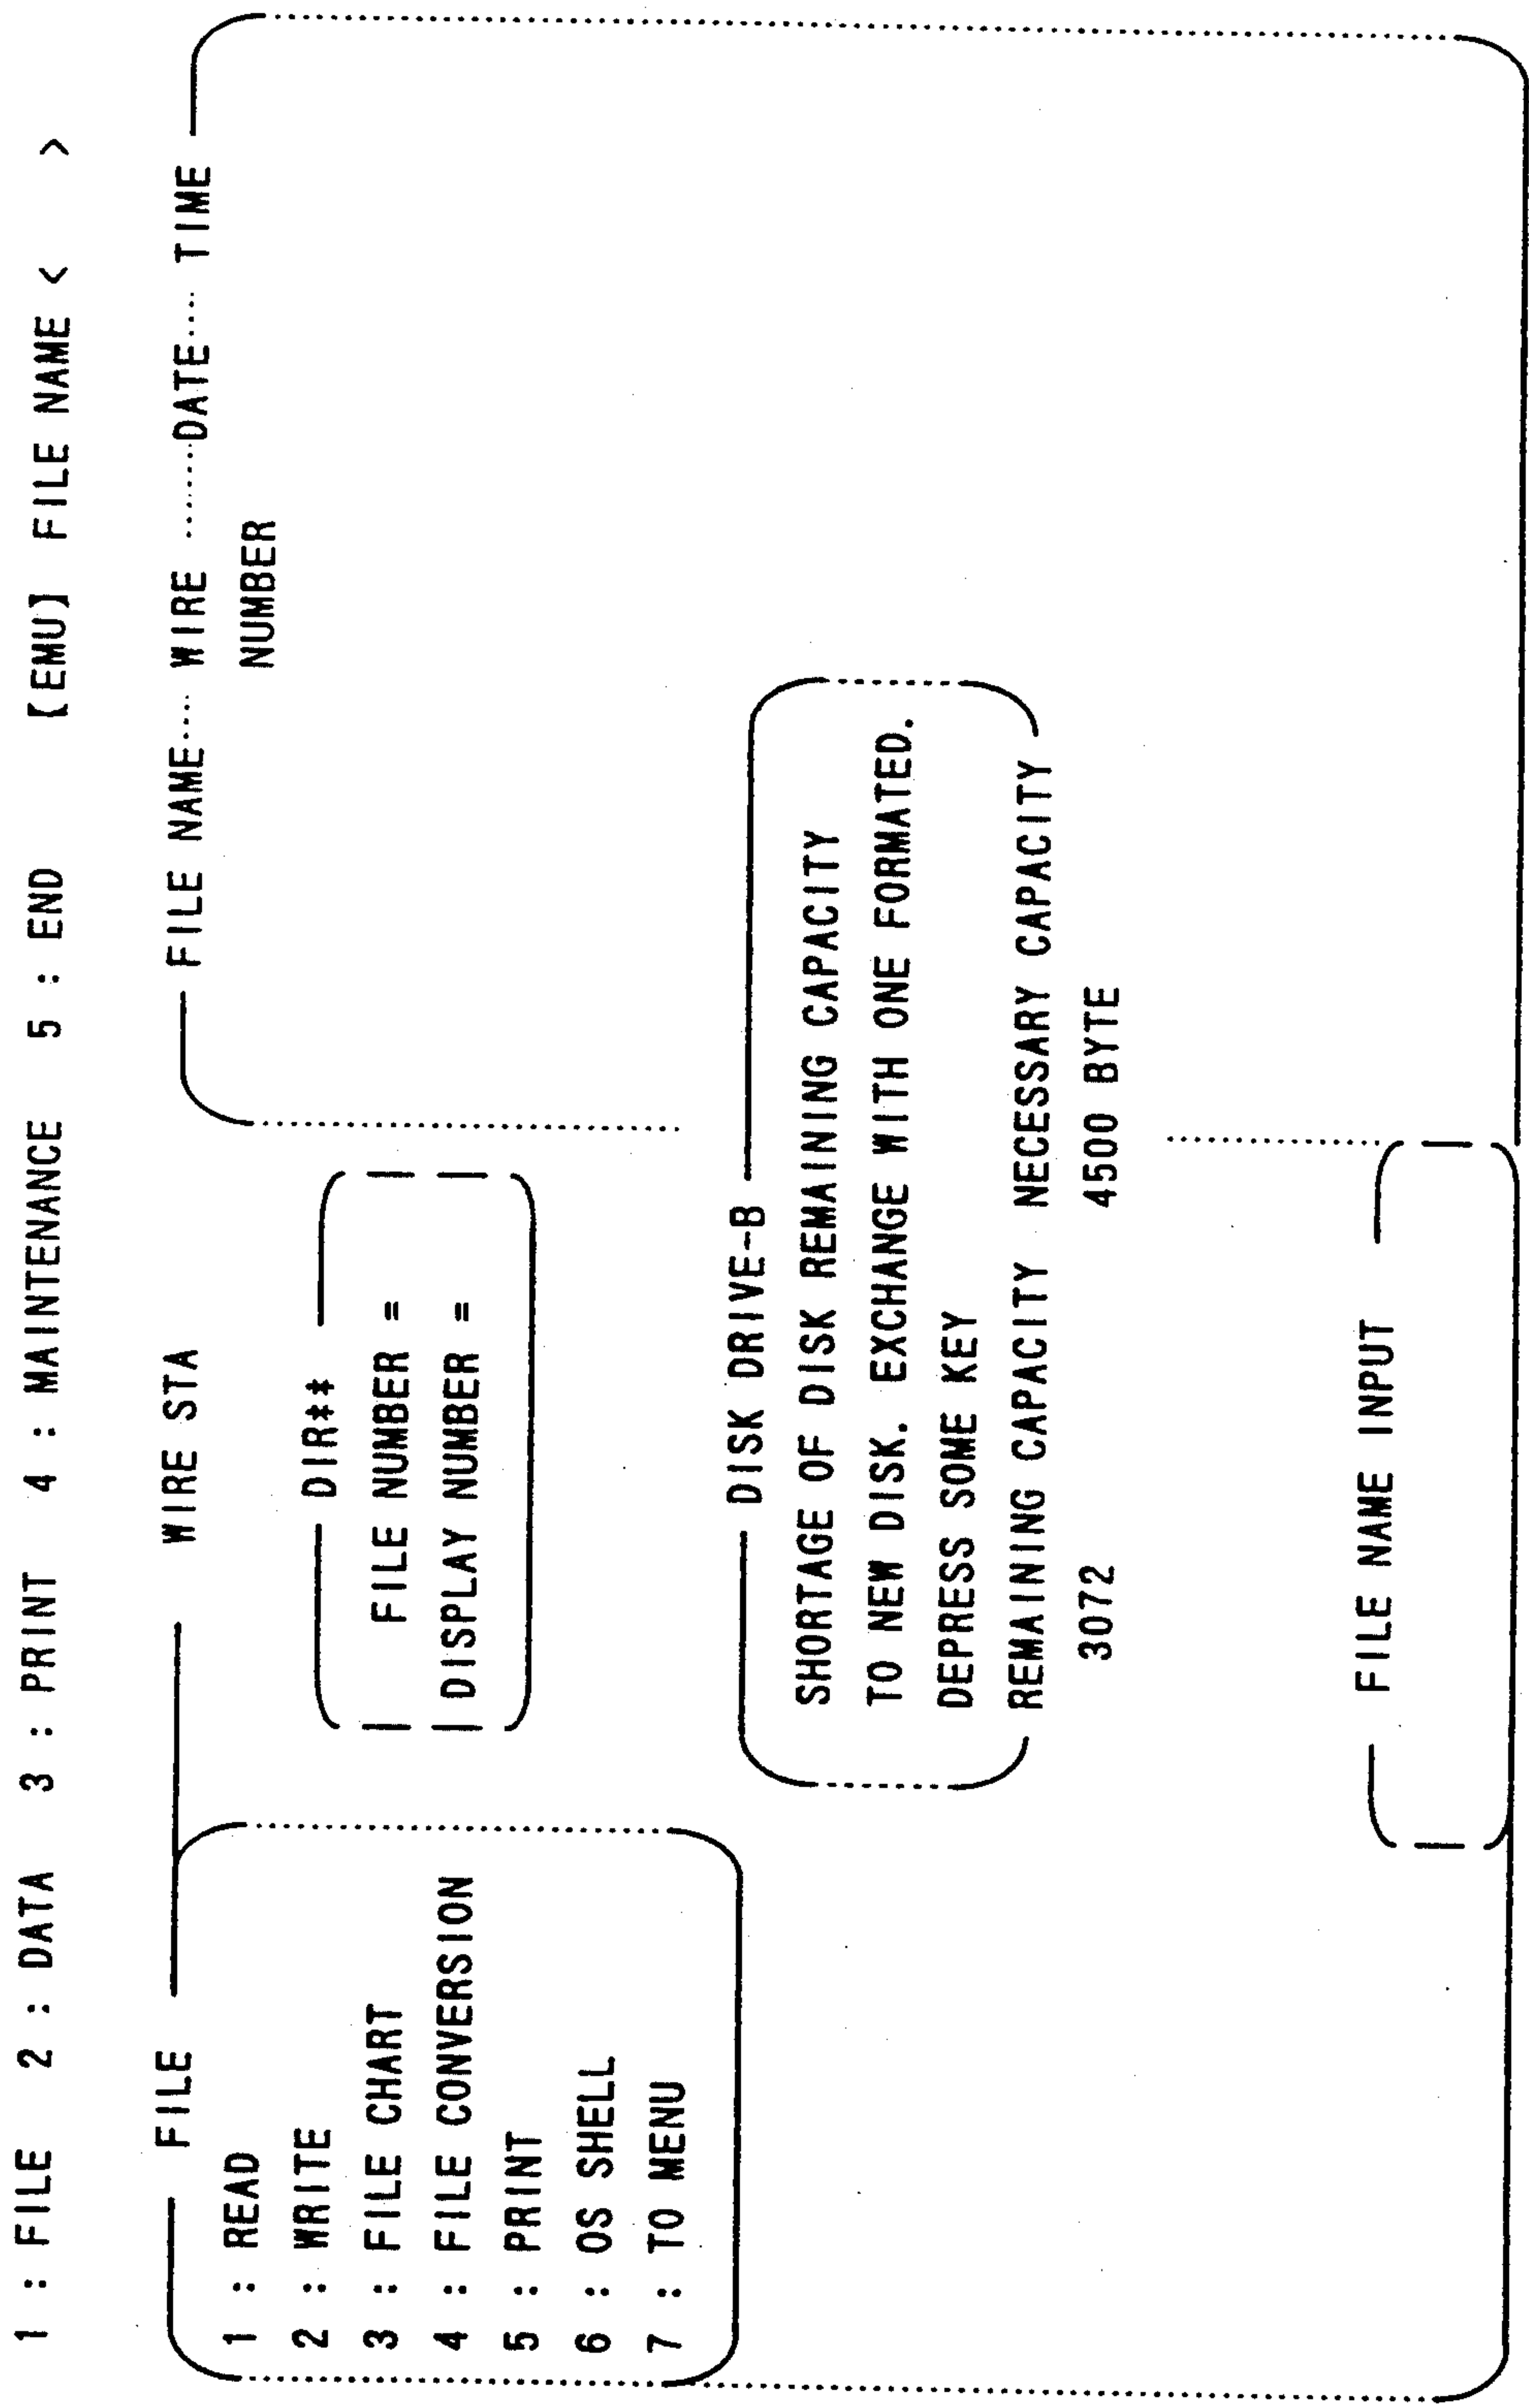 1 : FILE 2 : DATA 3 : PRINT 4 : MAINTENANCE 5 : END [EMU] FILE NAME < >
FILE
WIRE STA
FILE NAME···· WIRE ·······DATE···· TIME
NUMBER
1 : READ
2 : WRITE
3 : FILE CHART
4 : FILE CONVERSION
5 : PRINT
6 : OS SHELL
7 : TO MENU
DIR**
FILE NUMBER =
DISPLAY NUMBER =
DISK DRIVE-B
SHORTAGE OF DISK REMAINING CAPACITY
TO NEW DISK. EXCHANGE WITH ONE FORMATED.
DEPRESS SOME KEY
REMAINING CAPACITY NECESSARY CAPACITY
3072 4500 BYTE
FILE NAME INPUT